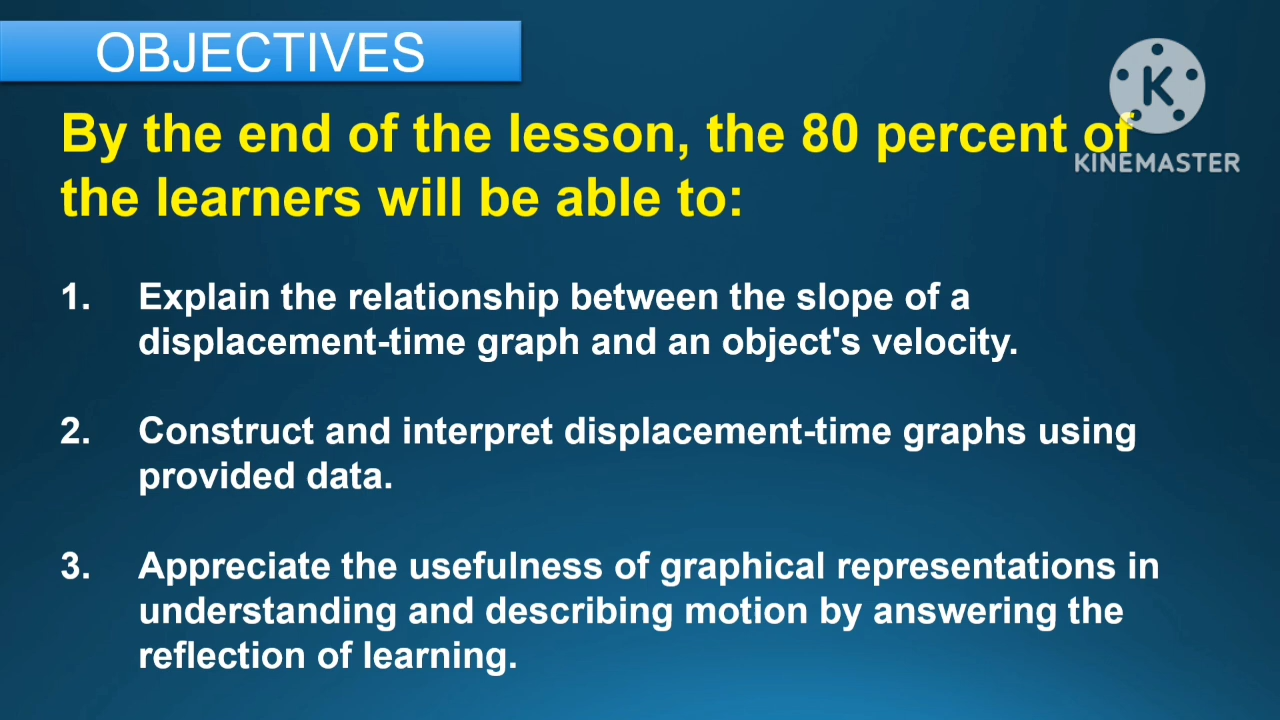 OBJECTIVES
By the end of the lesson, the 80 percent of
the learners will be able to:
K
KINEMASTER
1. Explain the relationship between the slope of a
displacement-time graph and an object's velocity.
2. Construct and interpret displacement-time graphs using
provided data.
3. Appreciate the usefulness of graphical representations in
understanding and describing motion by answering the
reflection of learning.